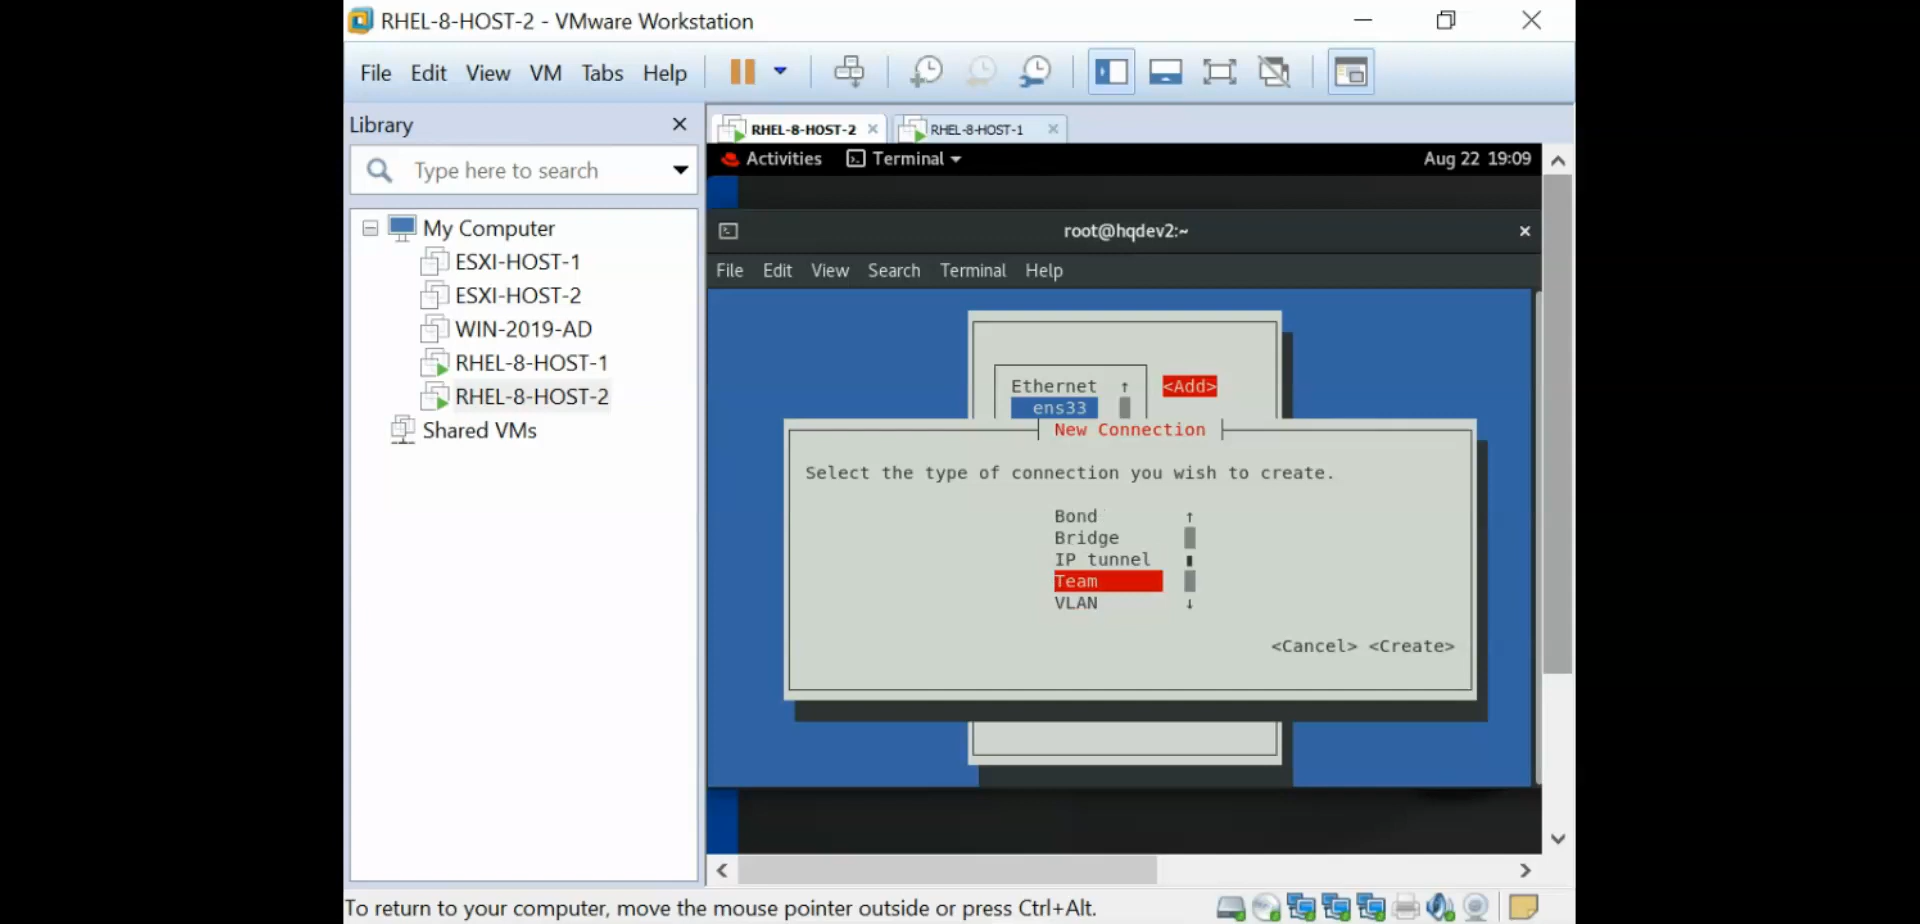 RHEL-8-HOST-2 - VMware Workstation
File Edit View VM Tabs Help
Library
Type here to search
My Computer
ESXI-HOST-1
ESXI-HOST-2
WIN-2019-AD
RHEL-8-HOST-1
RHEL-8-HOST-2
Shared VMs
RHEL-8-HOST-2 RHEL-8-HOST-1
Activities Terminal Aug 22 19:09
root@hqdev2:~
File Edit View Search Terminal Help
Ethernet ↑ <Add>
ens33
New Connection
Select the type of connection you wish to create.
Bond ↑
Bridge
IP tunnel
Team
VLAN ↓
<Cancel> <Create>
To return to your computer, move the mouse pointer outside or press Ctrl+Alt.